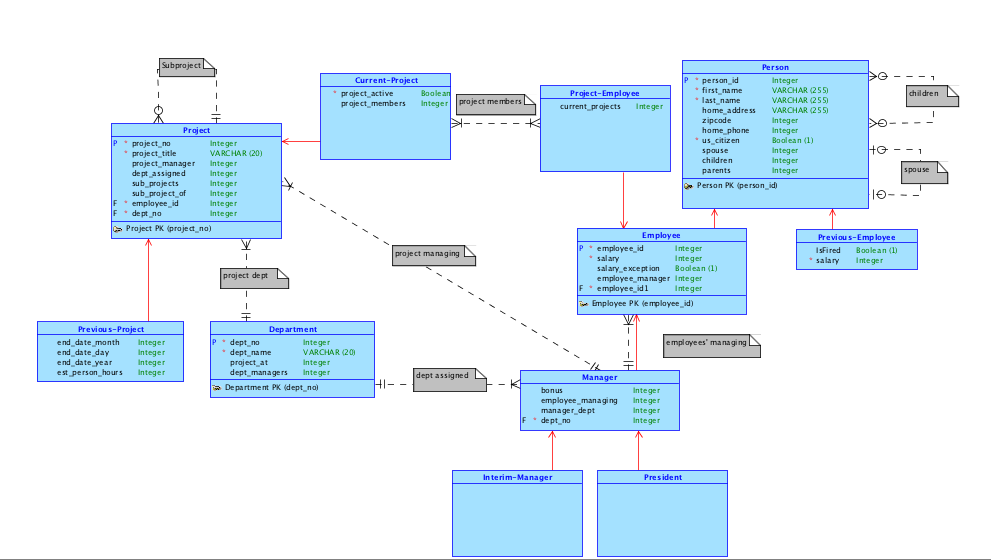 Subproject
Project
P * project_no Integer
* project_title VARCHAR (20)
project_manager Integer
dept_assigned Integer
sub_projects Integer
sub_project_of Integer
F * employee_id Integer
F * dept_no Integer
Project PK (project_no)
Current-Project
* project_active Boolean
project_members Integer
project members
Project-Employee
current_projects Integer
Person
P * person_id Integer
* first_name VARCHAR (255)
* last_name VARCHAR (255)
home_address VARCHAR (255)
zipcode Integer
home_phone Integer
* us_citizen Boolean (1)
spouse Integer
children Integer
parents Integer
Person PK (person_id)
children
spouse
project managing
project dept
Employee
P * employee_id Integer
* salary Integer
salary_exception Boolean (1)
employee_manager Integer
F * employee_id1 Integer
Employee PK (employee_id)
Previous-Employee
IsFired Boolean (1)
* salary Integer
Previous-Project
end_date_month Integer
end_date_day Integer
end_date_year Integer
est_person_hours Integer
Department
P * dept_no Integer
* dept_name VARCHAR (20)
project_at Integer
dept_managers Integer
Department PK (dept_no)
dept assigned
employees' managing
Manager
bonus Integer
employee_managing Integer
manager_dept Integer
F * dept_no Integer
Interim-Manager
President